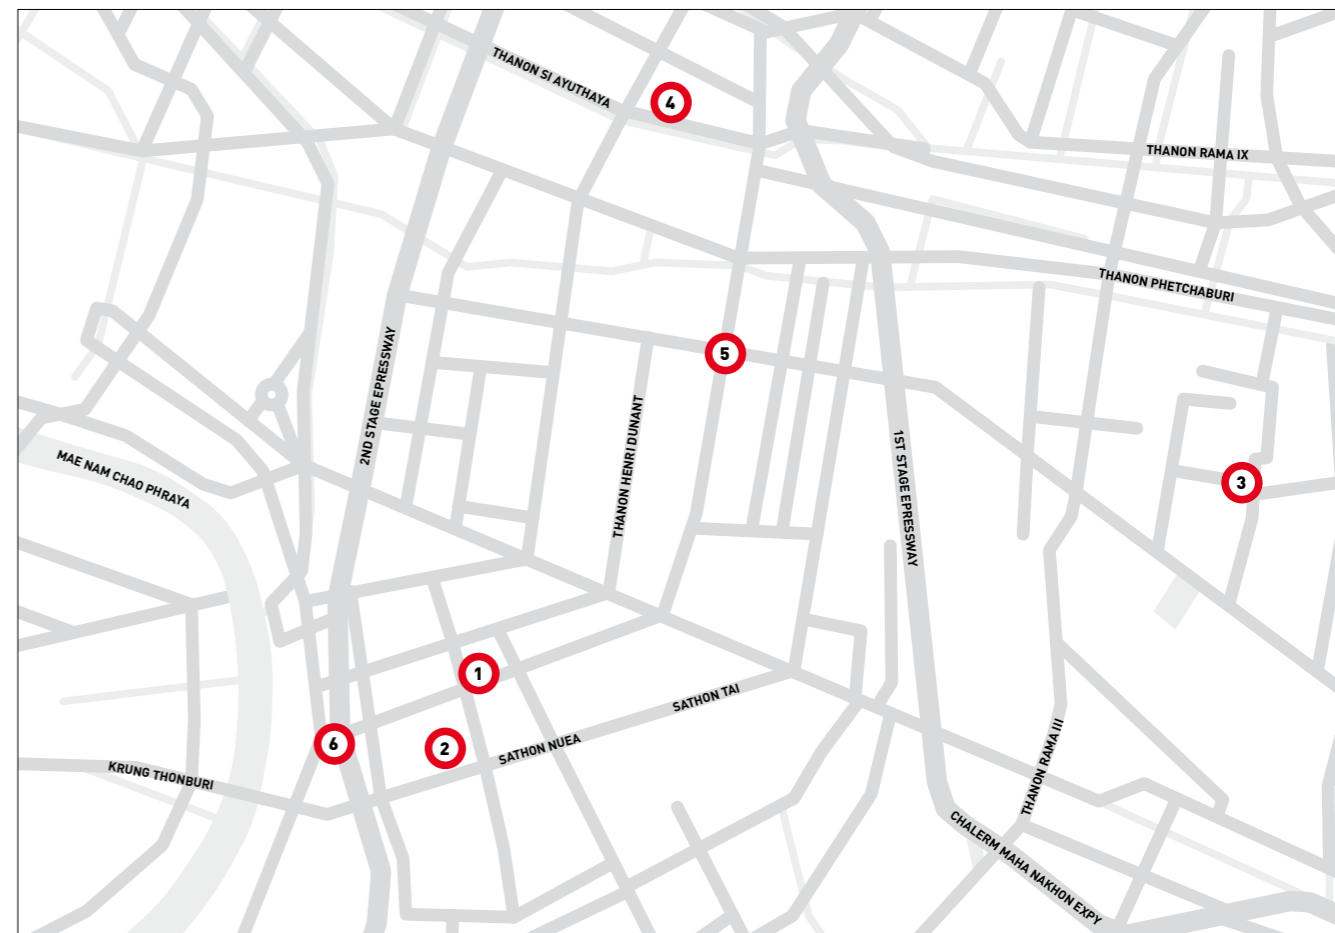 THANON SI AYUTHAYA
4
THANON RAMA IX
THANON PHETCHABURI
5
2ND STAGE EPRESSWAY
THANON HENRI DUNANT
1ST STAGE EPRESSWAY
MAE NAM CHAO PHRAYA
3
1
SATHON TAI
6
2
SATHON NUEA
KRUNG THONBURI
THANON RAMA III
CHALERM MAHA NAKHON EXPY